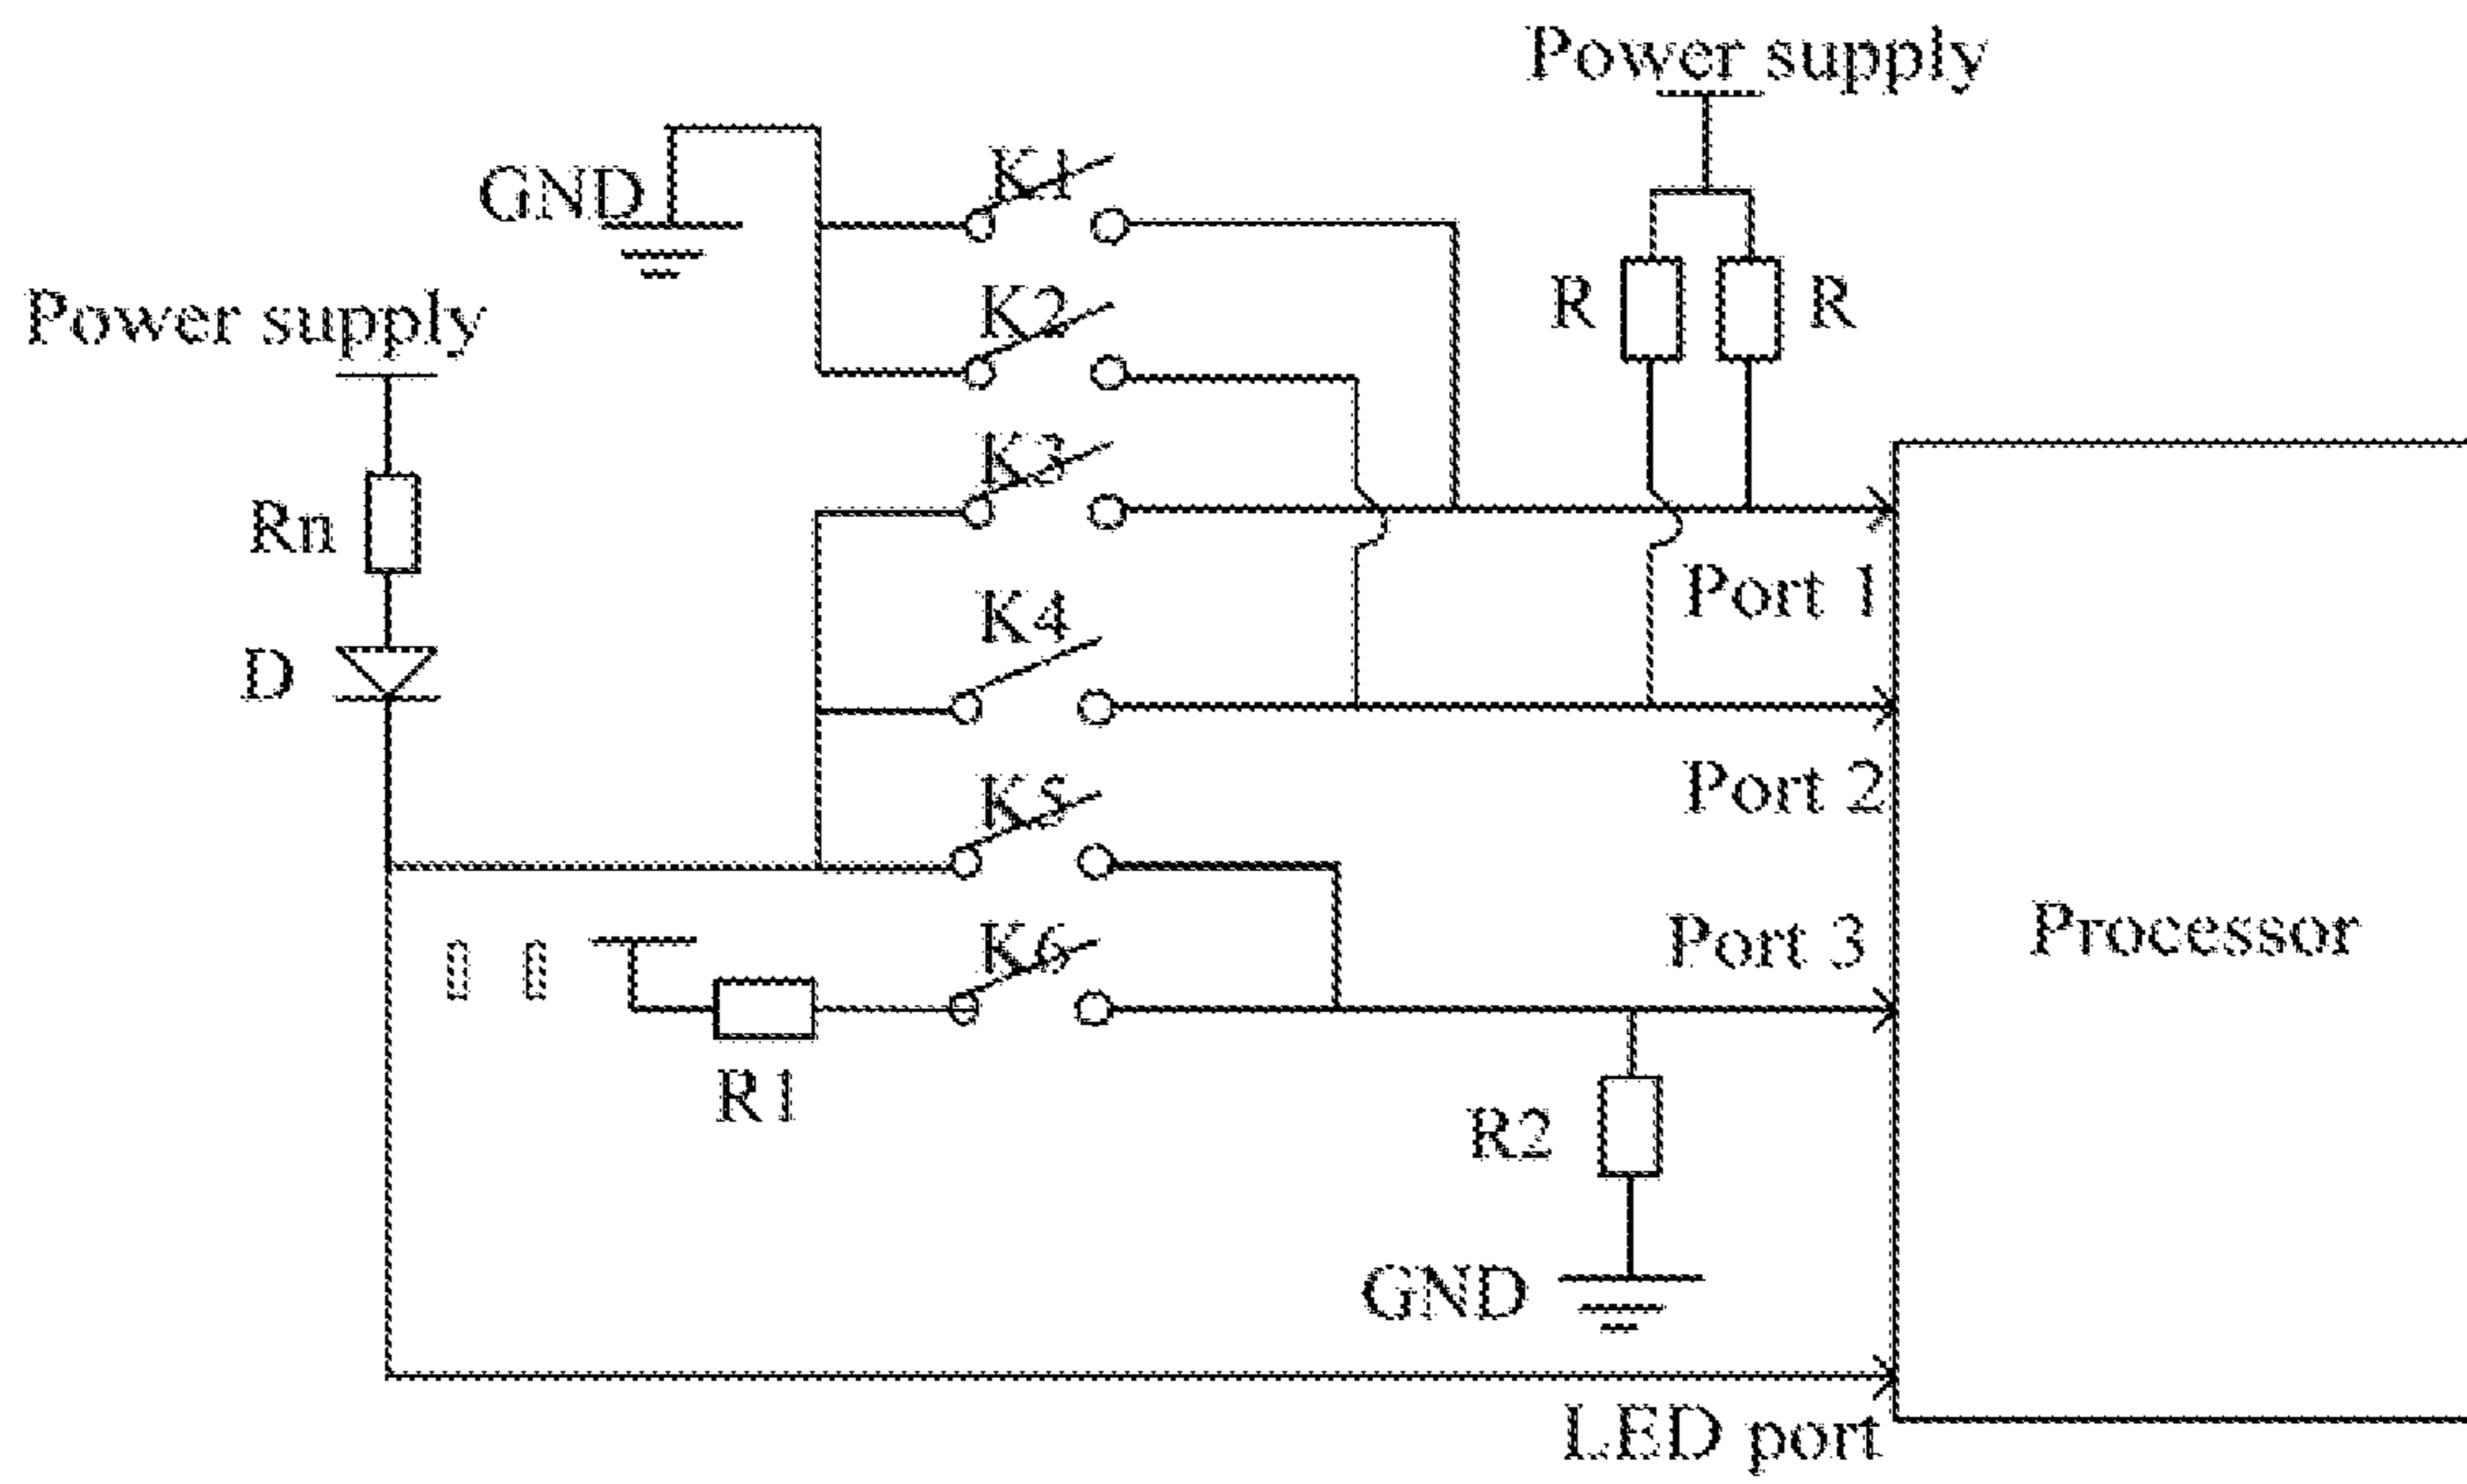 Power supply
GND
K1
K2
Power supply
R
R
K3
Rn
Port 1
K4
D
Port 2
K5
Port 3
K6
Processor
R1
R2
GND
LED port